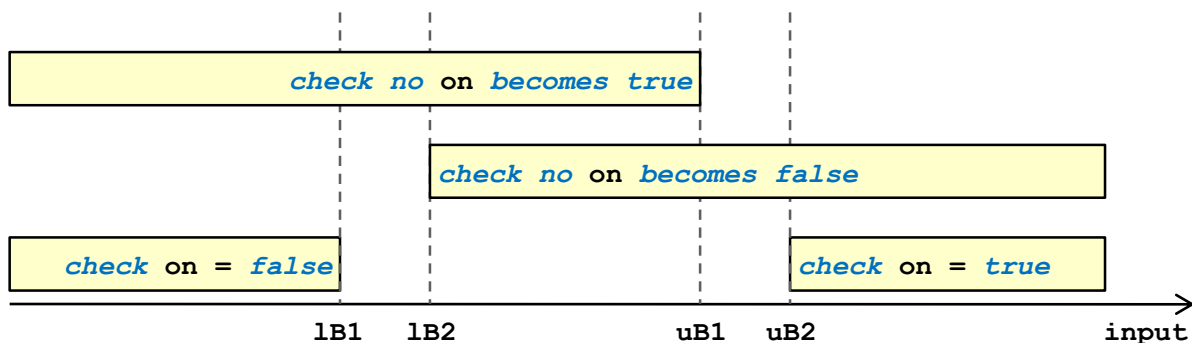 check no on becomes true
check no on becomes false
check on = false check on = true
lB1 lB2 uB1 uB2 input